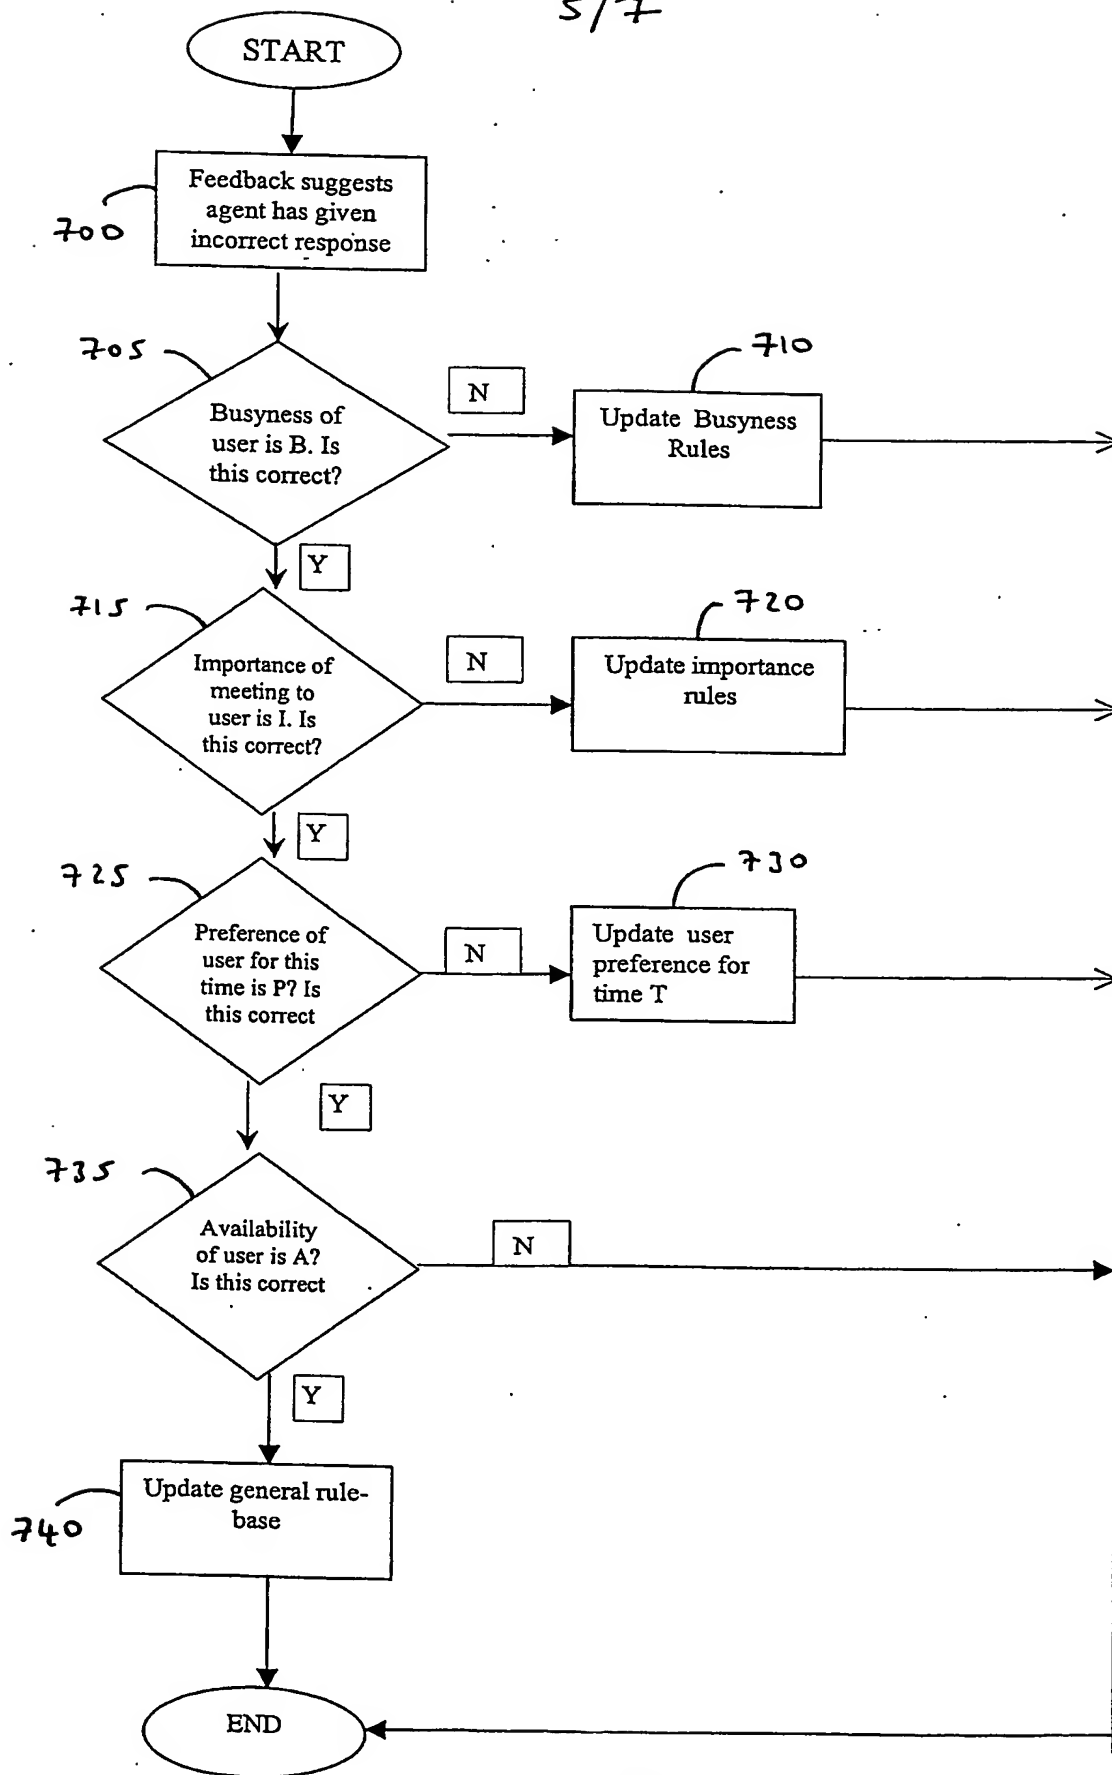 5/7
START
Feedback suggests
agent has given
incorrect response
700
705
Busyness of
user is B. Is
this correct?
N
710
Update Busyness
Rules
Y
715
Importance of
meeting to
user is I. Is
this correct?
N
720
Update importance
rules
Y
725
Preference of
user for this
time is P? Is
this correct
N
730
Update user
preference for
time T
Y
735
Availability
of user is A?
Is this correct
N
Y
Update general rule-
base
740
END